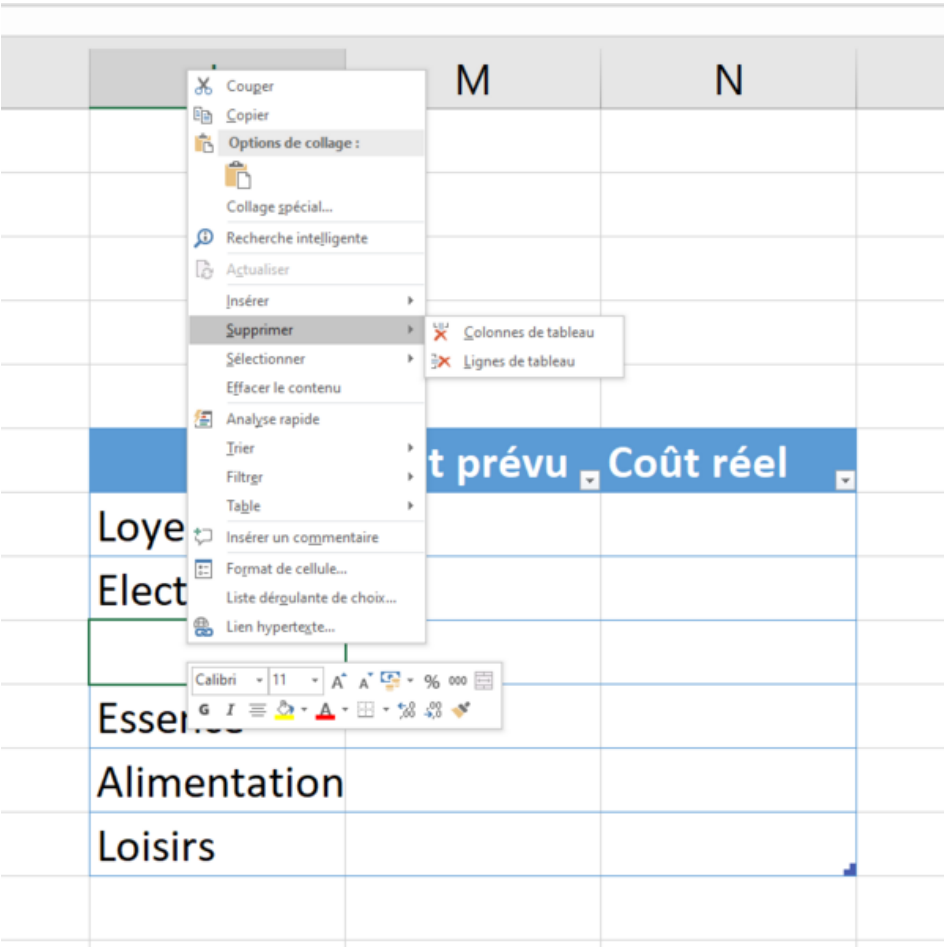 M N
Couper
Copier
Options de collage :
Collage spécial...
Recherche intelligente
Actualiser
Insérer
Supprimer
Colonnes de tableau
Sélectionner
Lignes de tableau
Effacer le contenu
Analyse rapide
Trier
Filtrer
t prévu Coût réel
Table
Loye
Insérer un commentaire
Format de cellule...
Elect
Liste déroulante de choix...
Lien hypertexte...
Calibri 11 A A % 000
G I A
Essence
Alimentation
Loisirs